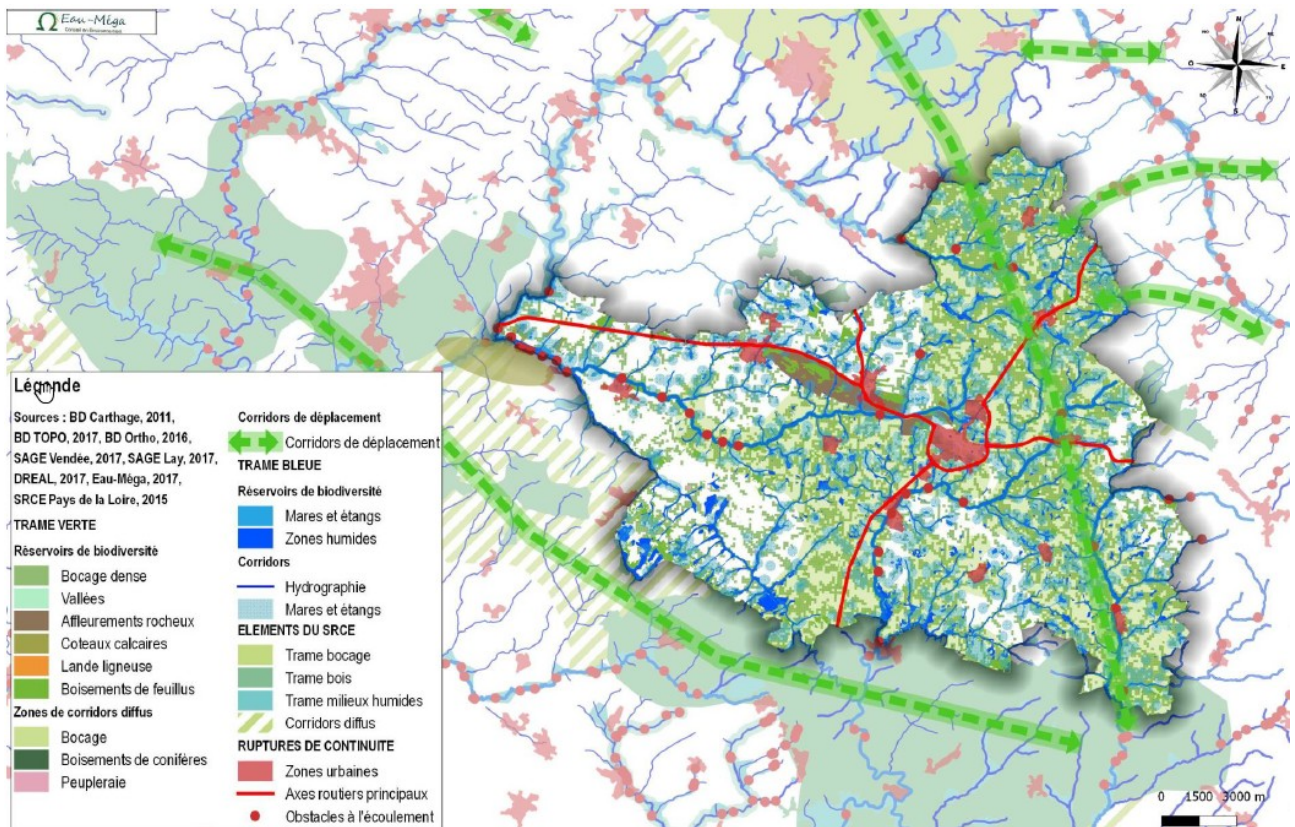 Eau-Méga
Conseil en Environnement
N
O
E
S
Légende
Sources : BD Carthage, 2011,
BD TOPO, 2017, BD Ortho, 2016,
SAGE Vendée, 2017, SAGE Lay, 2017,
DREAL, 2017, Eau-Méga, 2017,
SRCE Pays de la Loire, 2015
TRAME VERTE
Réservoirs de biodiversité
Bocage dense
Vallées
Affleurements rocheux
Coteaux calcaires
Lande ligneuse
Boisements de feuillus
Zones de corridors diffus
Bocage
Boisements de conifères
Peupleraie
Corridors de déplacement
Corridors de déplacement
TRAME BLEUE
Réservoirs de biodiversité
Mares et étangs
Zones humides
Corridors
Hydrographie
Mares et étangs
ELEMENTS DU SRCE
Trame bocage
Trame bois
Trame milieux humides
Corridors diffus
RUPTURES DE CONTINUITE
Zones urbaines
Axes routiers principaux
Obstacles à l'écoulement
0 1500 3000 m